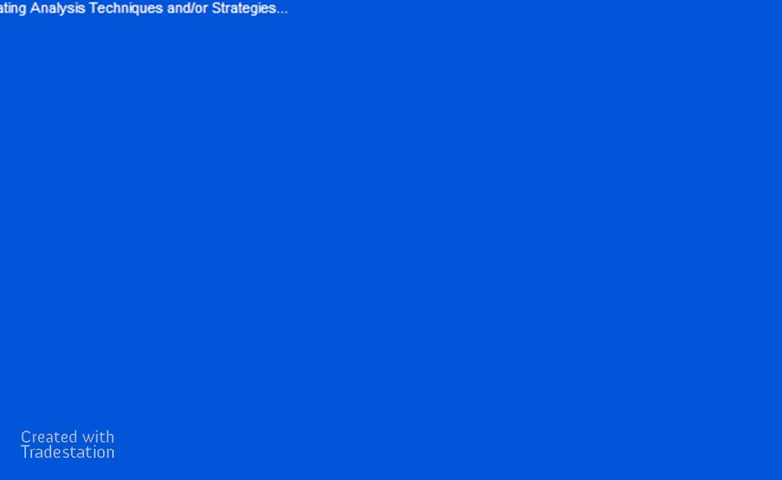 ating Analysis Techniques and/or Strategies...
Created with
Tradestation